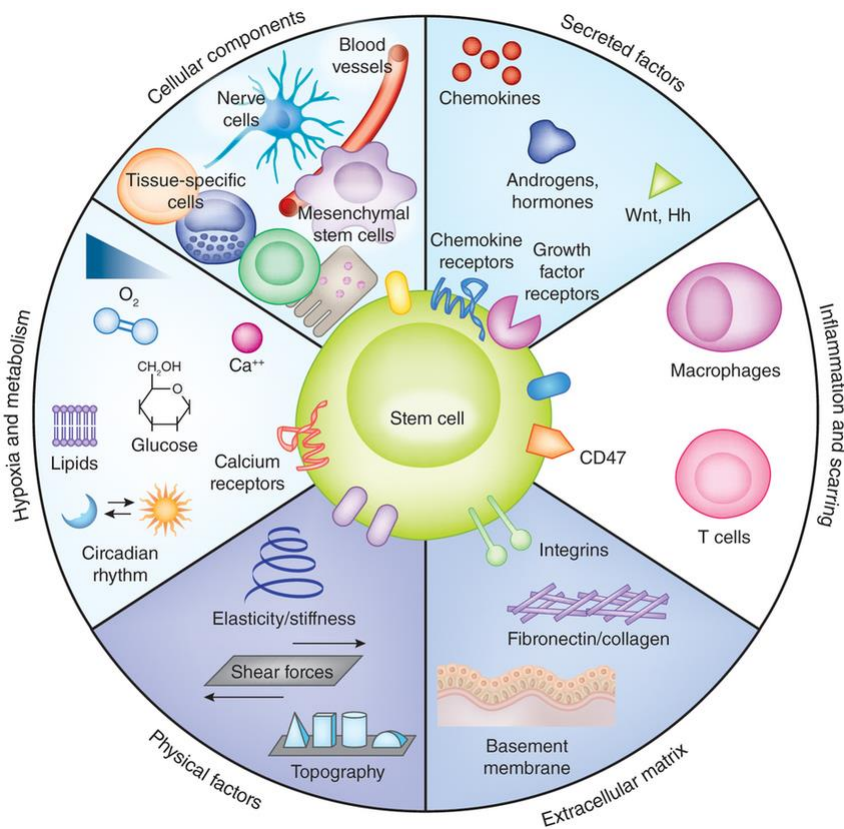 Cellular components
Blood
vessels
Nerve
cells
Tissue-specific
cells
Mesenchymal
stem cells
Secreted factors
Chemokines
Androgens,
hormones
Wnt, Hh
Chemokine
receptors
Growth
factor
receptors
Inflammation and scarring
Macrophages
CD47
T cells
Extracellular matrix
Integrins
Fibronectin/collagen
Basement
membrane
Physical factors
Elasticity/stiffness
Shear forces
Topography
Hypoxia and metabolism
O2
Ca++
CH2OH
O
Glucose
Lipids
Calcium
receptors
Circadian
rhythm
Stem cell